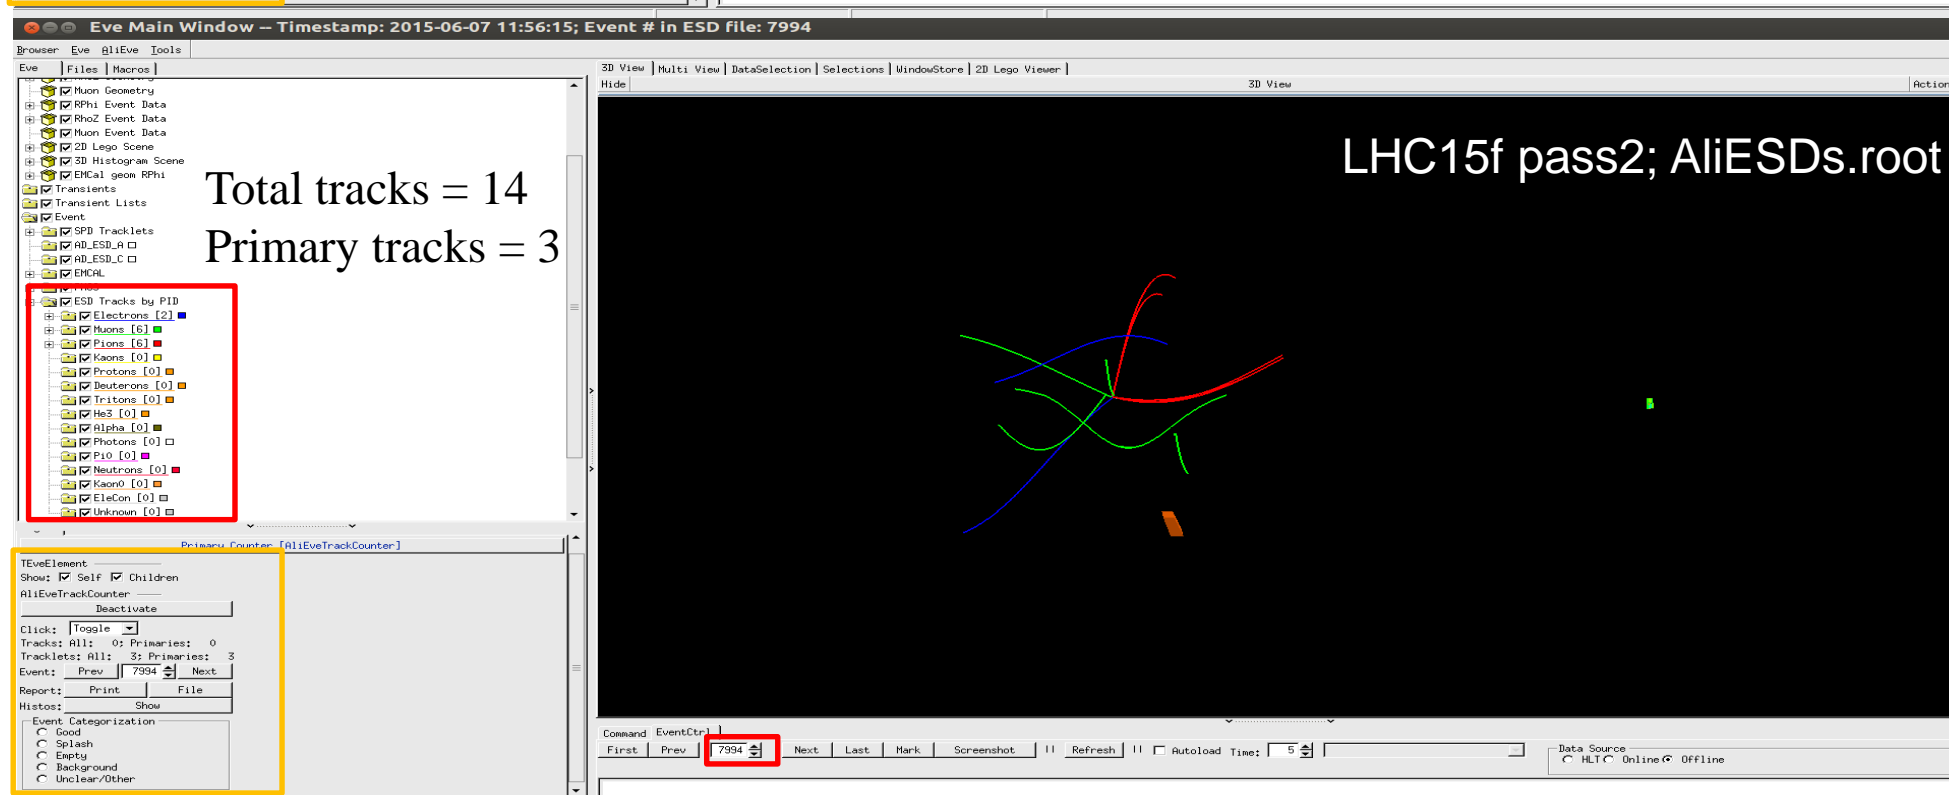 Eve Main Window -- Timestamp: 2015-06-07 11:56:15; Event # in ESD file: 7994
Browser Eve AliEve Tools
Eve Files Macros
Muon Geometry
RPhi Event Data
RhoZ Event Data
Muon Event Data
2D Lego Scene
3D Histogram Scene
EMCal geom RPhi
Transients
Transient Lists
Event
SPD Tracklets
AD_ESD_A
AD_ESD_C
EMCAL
ESD Tracks by PID
Electrons [2]
Muons [6]
Pions [6]
Kaons [0]
Protons [0]
Deuterons [0]
Tritons [0]
He3 [0]
Alpha [0]
Photons [0]
Pi0 [0]
Neutrons [0]
Kaon0 [0]
EleCon [0]
Unknown [0]
Total tracks = 14
Primary tracks = 3
Primary Counter [AliEveTrackCounter]
TEveElement
Show: Self Children
AliEveTrackCounter
Deactivate
Click: Toggle
Tracks: All: 0; Primaries: 0
Tracklets: All: 3; Primaries: 3
Event: Prev 7994 Next
Report: Print File
Histos: Show
Event Categorization
Good
Splash
Empty
Background
Unclear/Other
3D View Multi View DataSelection Selections WindowStore 2D Lego Viewer
Hide 3D View Action
LHC15f pass2; AliESDs.root
Command EventCtrl
First Prev 7994 Next Last Mark Screenshot || Refresh || Autoload Time: 5
Data Source
HLT Online Offline